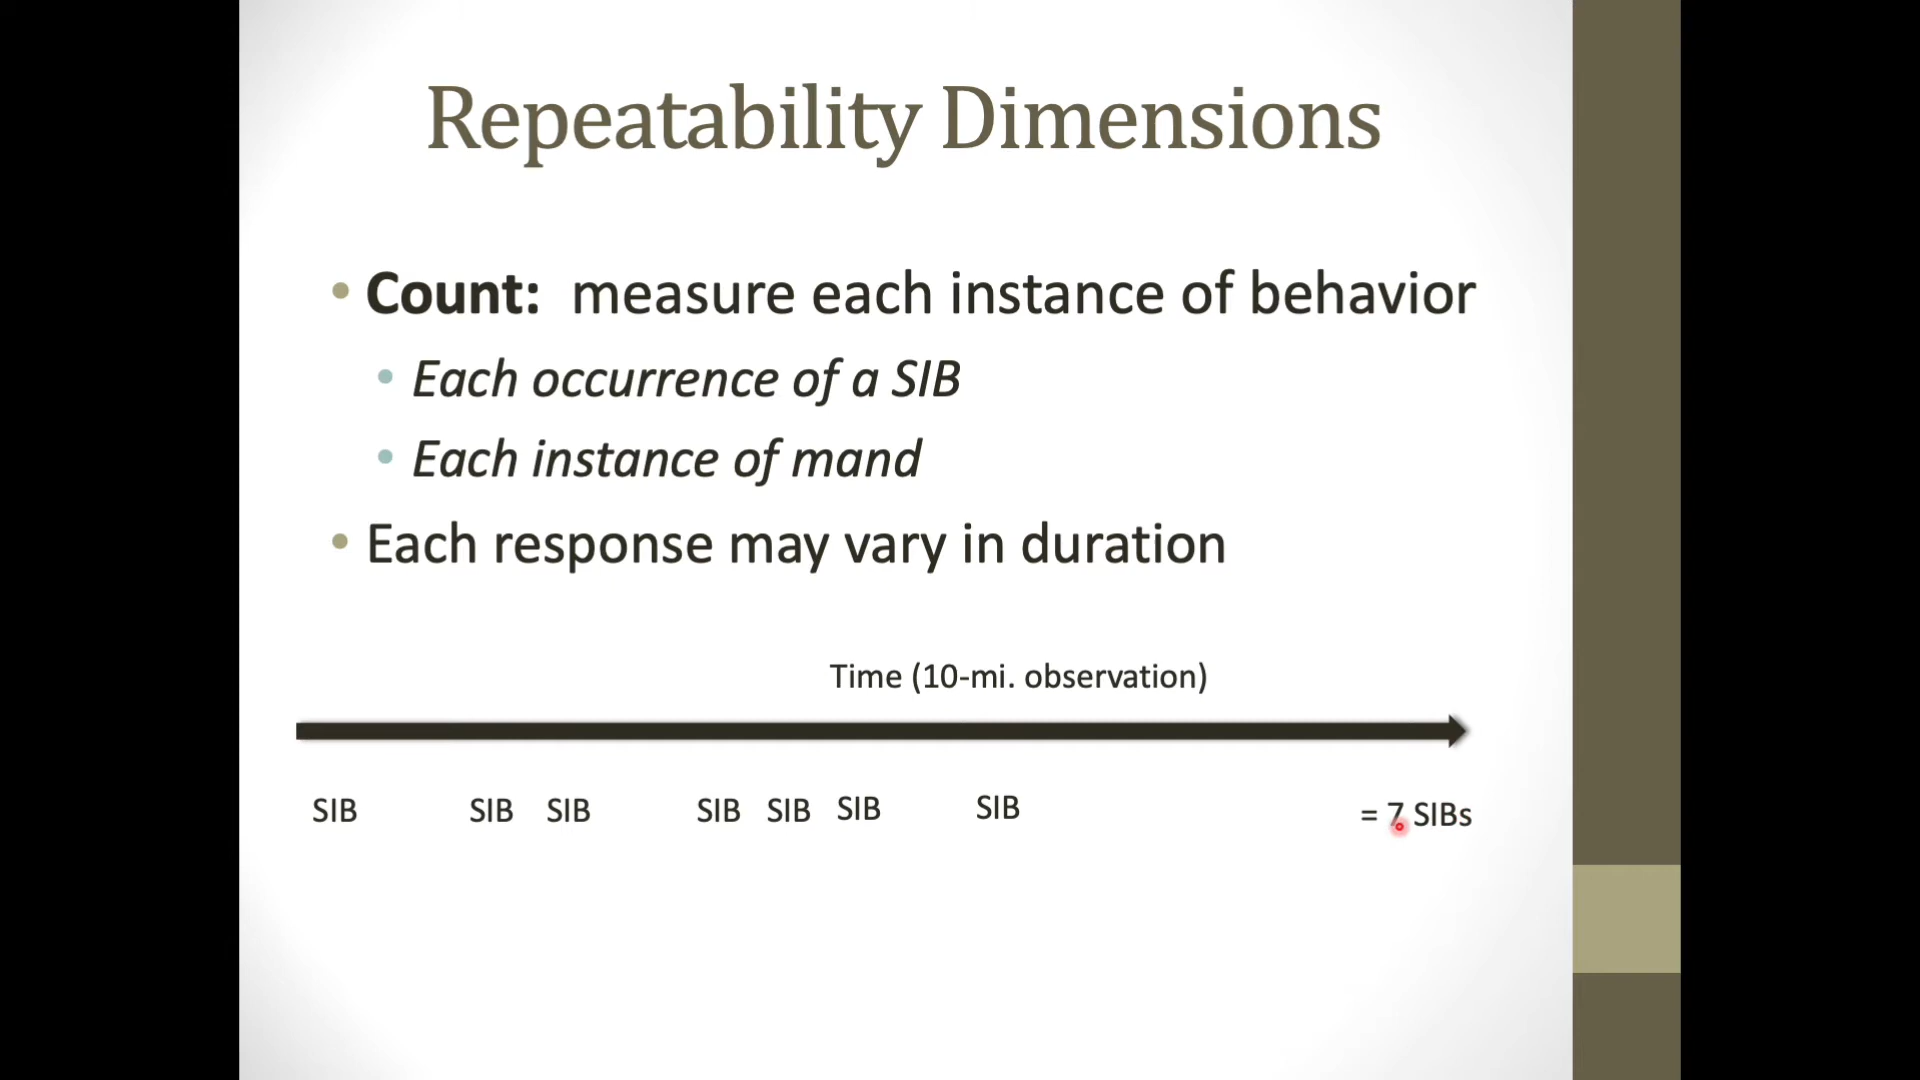 Repeatability Dimensions
• Count: measure each instance of behavior
• Each occurrence of a SIB
• Each instance of mand
• Each response may vary in duration
Time (10-mi. observation)
SIB SIB SIB SIB SIB SIB SIB = 7 SIBs